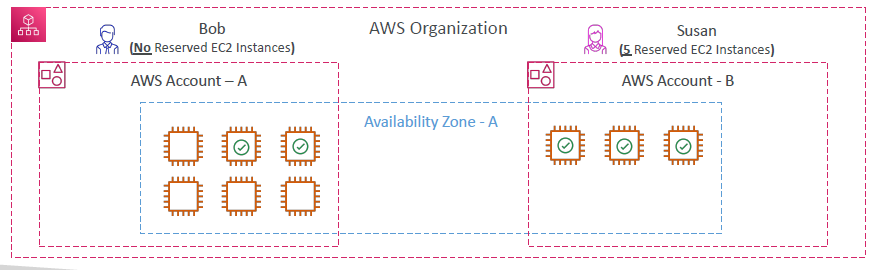 Bob
(No Reserved EC2 Instances)
AWS Organization
Susan
(5 Reserved EC2 Instances)
AWS Account – A
AWS Account - B
Availability Zone - A